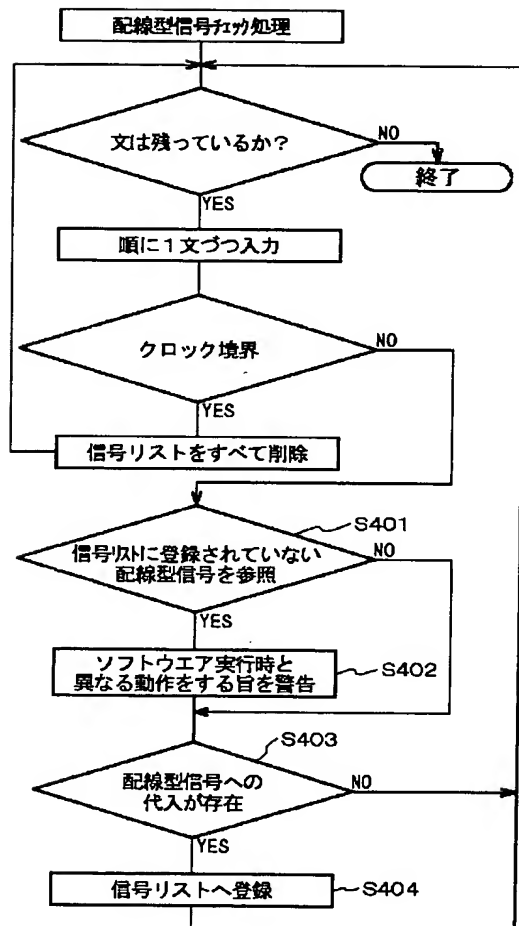 配線型信号チェック処理
文は残っているか?
NO
終了
YES
順に1文づつ入力
クロック境界
NO
YES
信号リストをすべて削除
S401
信号リストに登録されていない
配線型信号を参照
NO
YES
ソフトウエア実行時と
異なる動作をする旨を警告
S402
S403
配線型信号への
代入が存在
NO
YES
信号リストへ登録
S404